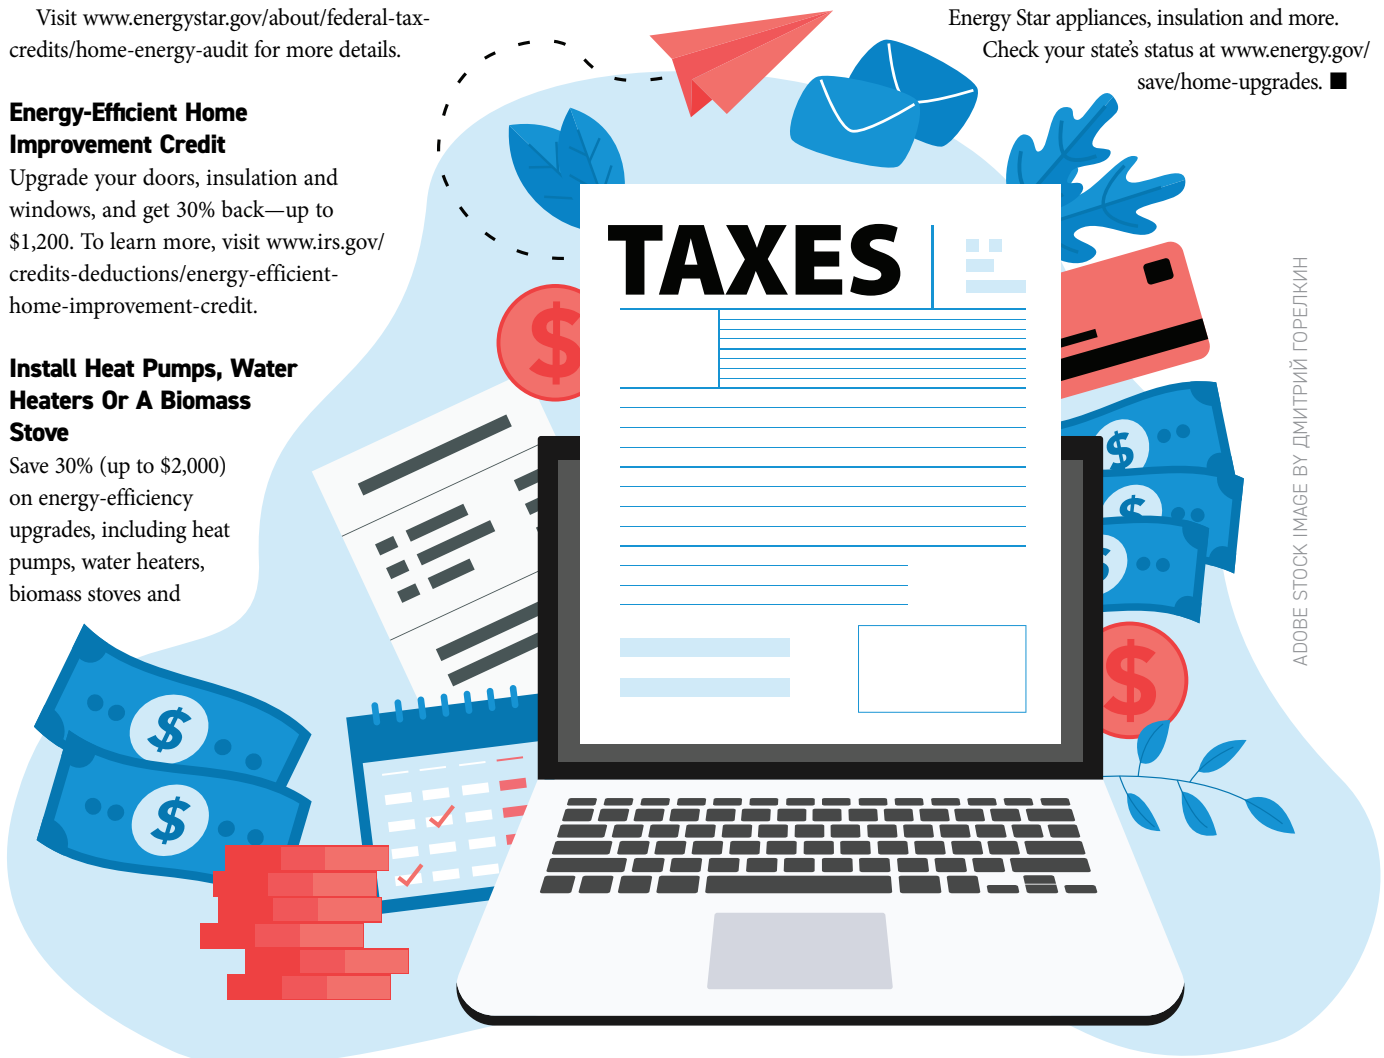 Visit www.energystar.gov/about/federal-tax-
credits/home-energy-audit for more details.
Energy-Efficient Home
Improvement Credit
Upgrade your doors, insulation and
windows, and get 30% back—up to
$1,200. To learn more, visit www.irs.gov/
credits-deductions/energy-efficient-
home-improvement-credit.
Install Heat Pumps, Water
Heaters Or A Biomass
Stove
Save 30% (up to $2,000)
on energy-efficiency
upgrades, including heat
pumps, water heaters,
biomass stoves and
Energy Star appliances, insulation and more.
Check your state’s status at www.energy.gov/
save/home-upgrades. ■
TAXES
$
$
$
$
$
$
$
ADOBE STOCK IMAGE BY ДМИТРИЙ ГОРЕЛКИН